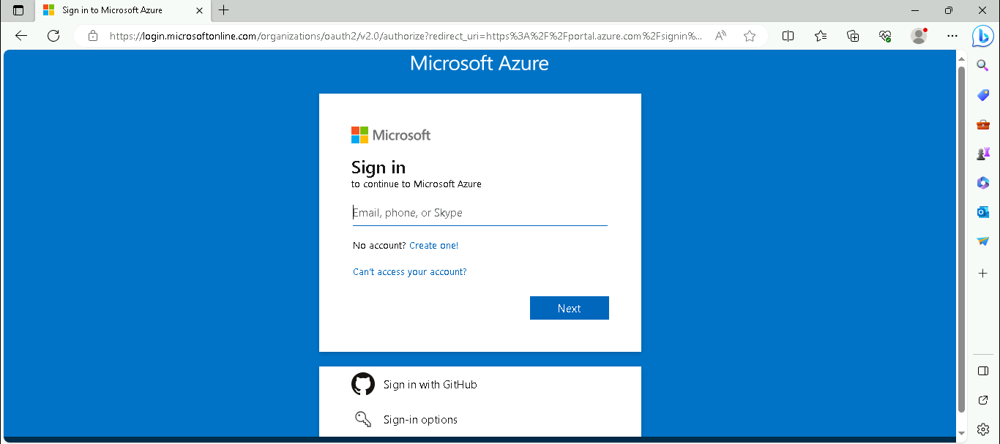 Sign in to Microsoft Azure
https://login.microsoftonline.com/organizations/oauth2/v2.0/authorize?redirect_uri=https%3A%2F%2Fportal.azure.com%2Fsignin%...
Microsoft Azure
Microsoft
Sign in
to continue to Microsoft Azure
Email, phone, or Skype
No account? Create one!
Can't access your account?
Next
Sign in with GitHub
Sign-in options